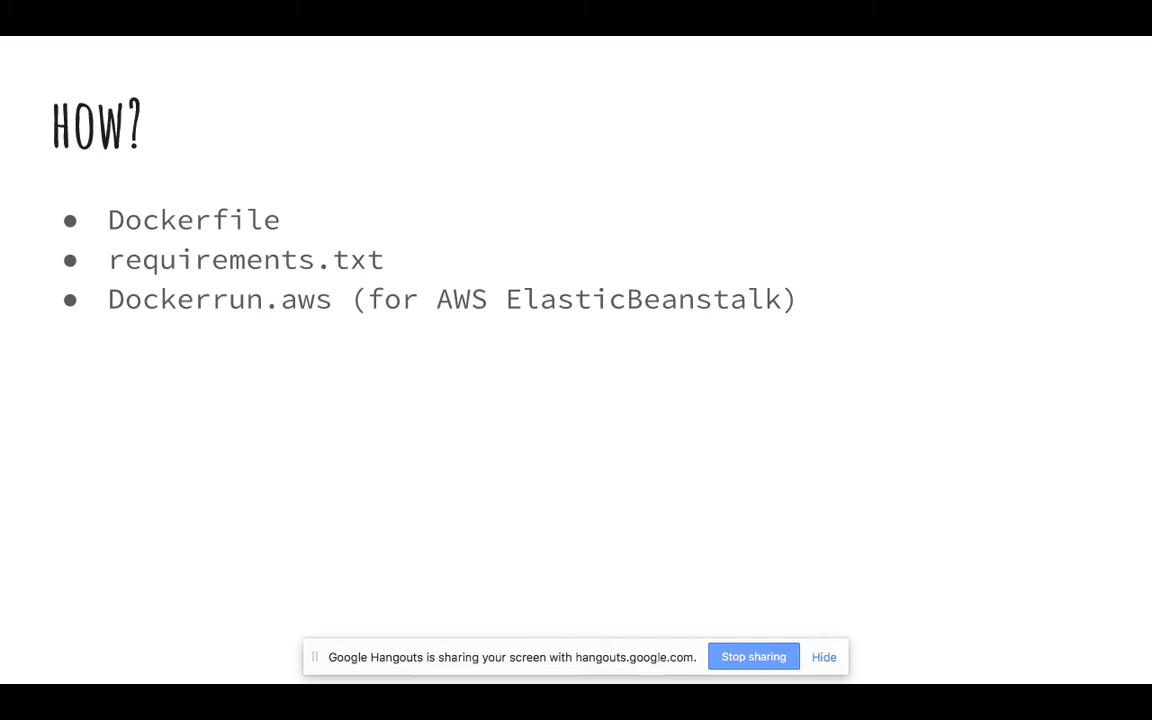 HOW?
● Dockerfile
● requirements.txt
● Dockerrun.aws (for AWS ElasticBeanstalk)
Google Hangouts is sharing your screen with hangouts.google.com. Stop sharing Hide